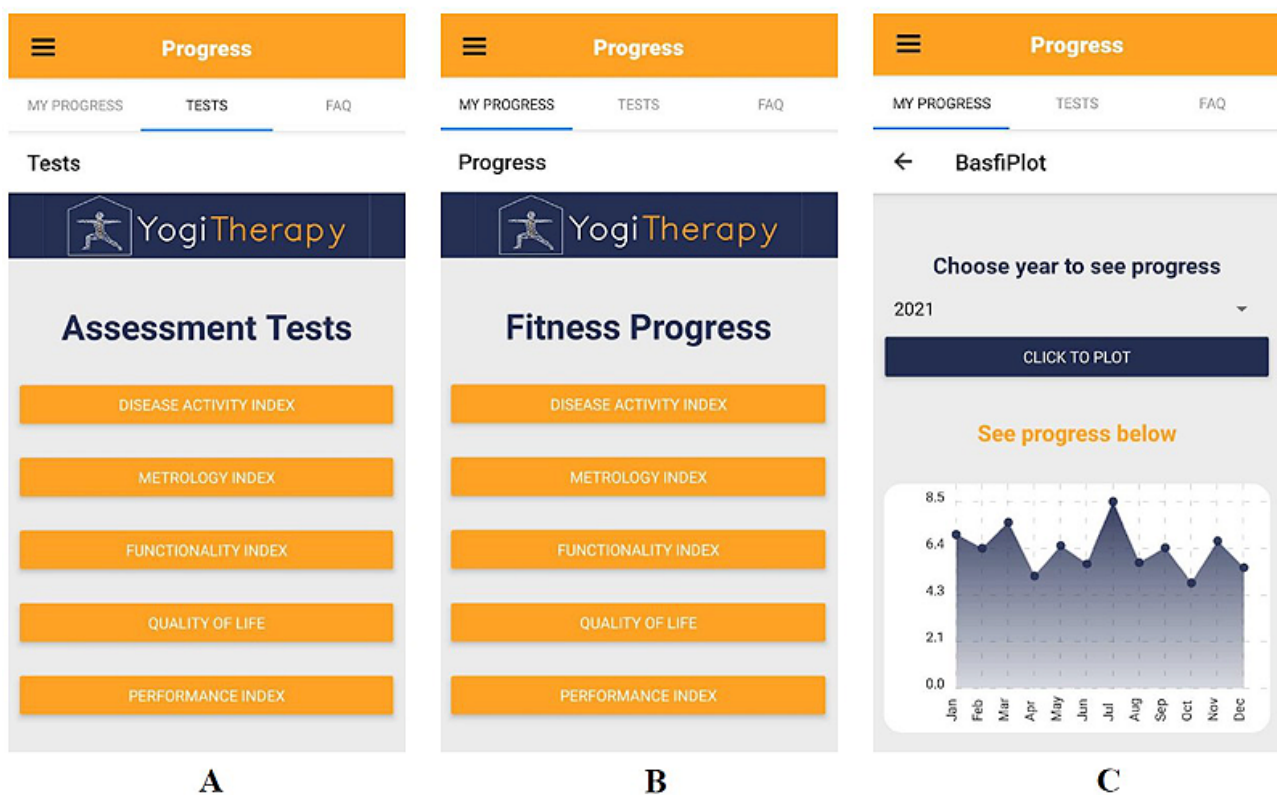 Progress
MY PROGRESS TESTS FAQ
Tests
YogiTherapy
Assessment Tests
DISEASE ACTIVITY INDEX
METROLOGY INDEX
FUNCTIONALITY INDEX
QUALITY OF LIFE
PERFORMANCE INDEX
A
Progress
MY PROGRESS TESTS FAQ
Progress
YogiTherapy
Fitness Progress
DISEASE ACTIVITY INDEX
METROLOGY INDEX
FUNCTIONALITY INDEX
QUALITY OF LIFE
PERFORMANCE INDEX
B
Progress
MY PROGRESS TESTS FAQ
BasfiPlot
Choose year to see progress
2021
CLICK TO PLOT
See progress below
8.5
6.4
4.3
2.1
0.0
Jan Feb Mar Apr May Jun Jul Aug Sep Oct Nov Dec
C